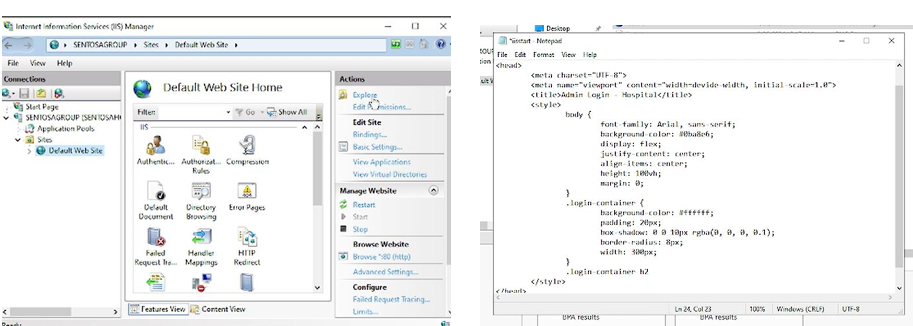 Internet Information Services (IIS) Manager
SENTOSAGROUP
Sites
Default Web Site
File View Help
Connections
Start Page
SENTOSAGROUP (SENTOSAH
Application Pools
Sites
Default Web Site
Default Web Site Home
Filter: Go Show All
IIS
Authentic... Authorizat... Rules Compression
Default Document Directory Browsing Error Pages
Failed Request Tra... Handler Mappings HTTP Redirect
Features View Content View
Ready
Actions
Explore
Edit Permissions...
Edit Site
Bindings...
Basic Settings...
View Applications
View Virtual Directories
Manage Website
Restart
Start
Stop
Browse Website
Browse *:80 (http)
Advanced Settings...
Configure
Failed Request Tracing...
Limits...
Desktop
*iisstart - Notepad
File Edit Format View Help
<head>
<meta charset="UTF-8">
<meta name="viewport" content="width=devide-width, initial-scale=1.0">
<title>Admin Login - Hospital</title>
<style>
body {
font-family: Arial, sans-serif;
background-color: #0ba8e6;
display: flex;
justify-content: center;
align-items: center;
height: 100vh;
margin: 0;
}
.login-container {
background-color: #ffffff;
padding: 20px;
box-shadow: 0 0 10px rgba(0, 0, 0, 0.1);
border-radius: 8px;
width: 300px;
}
.login-container h2
</style>
</head>
Ln 24, Col 23 100% Windows (CRLF) UTF-8
BPA results BPA results